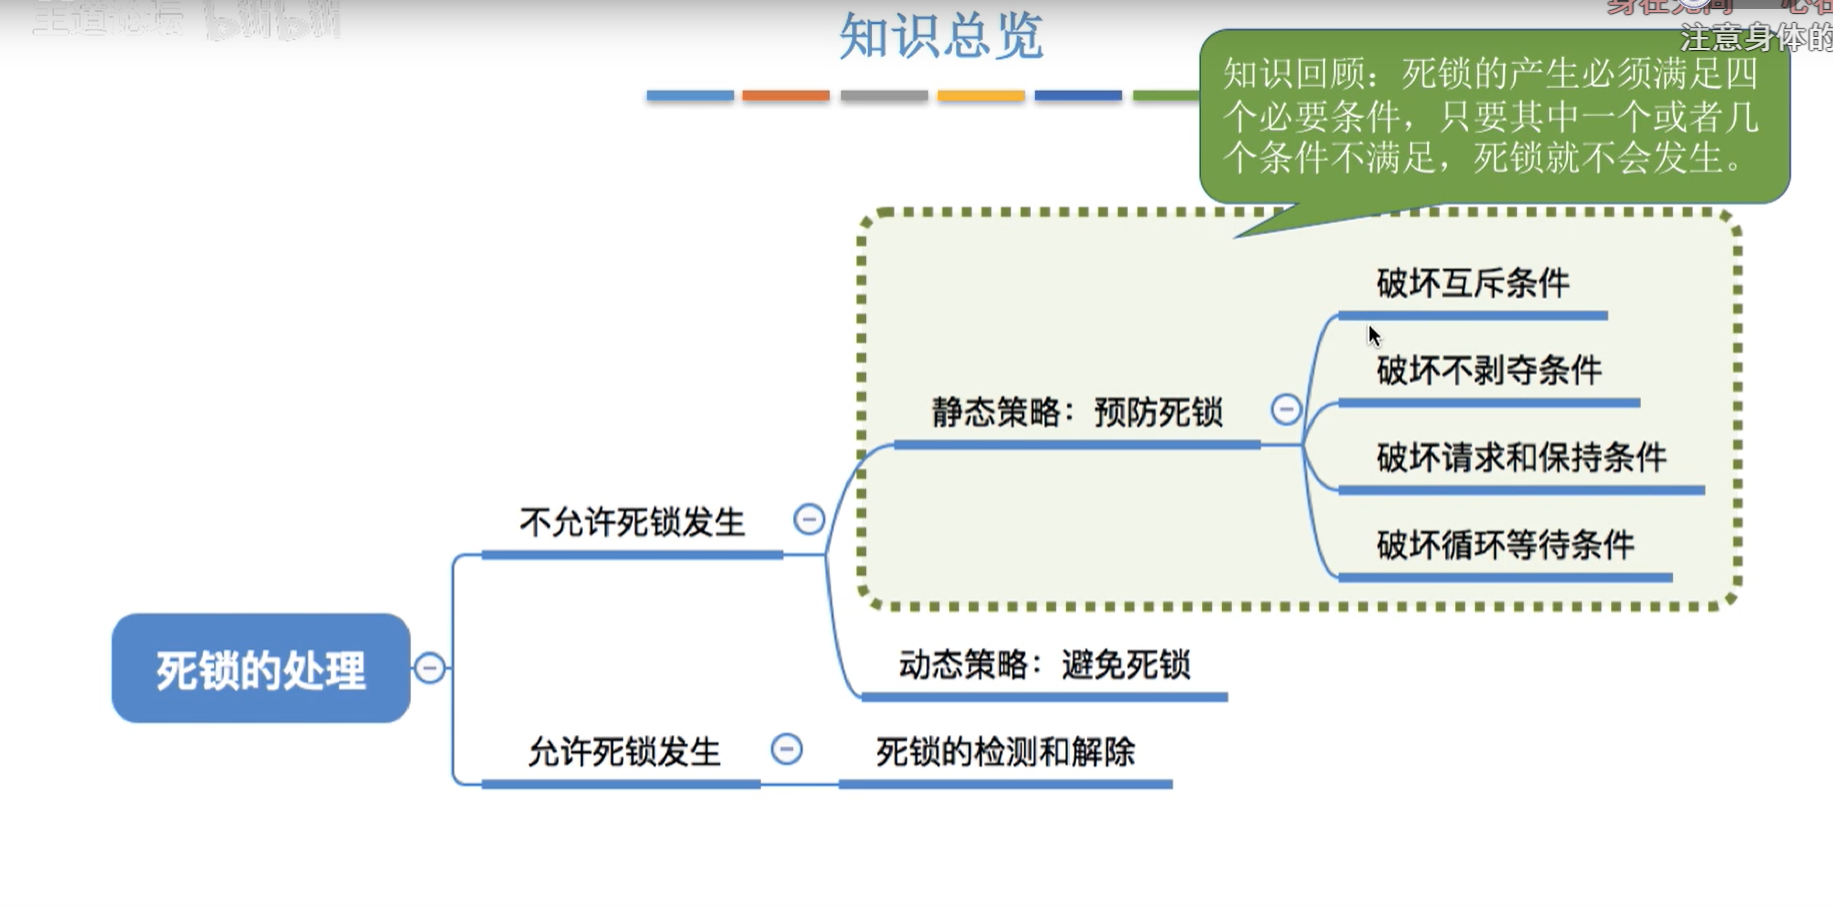 王道论坛 bilibili
知识总览
注意身体的
知识回顾：死锁的产生必须满足四
个必要条件，只要其中一个或者几
个条件不满足，死锁就不会发生。
破坏互斥条件
破坏不剥夺条件
静态策略：预防死锁
破坏请求和保持条件
不允许死锁发生
破坏循环等待条件
死锁的处理
动态策略：避免死锁
允许死锁发生
死锁的检测和解除